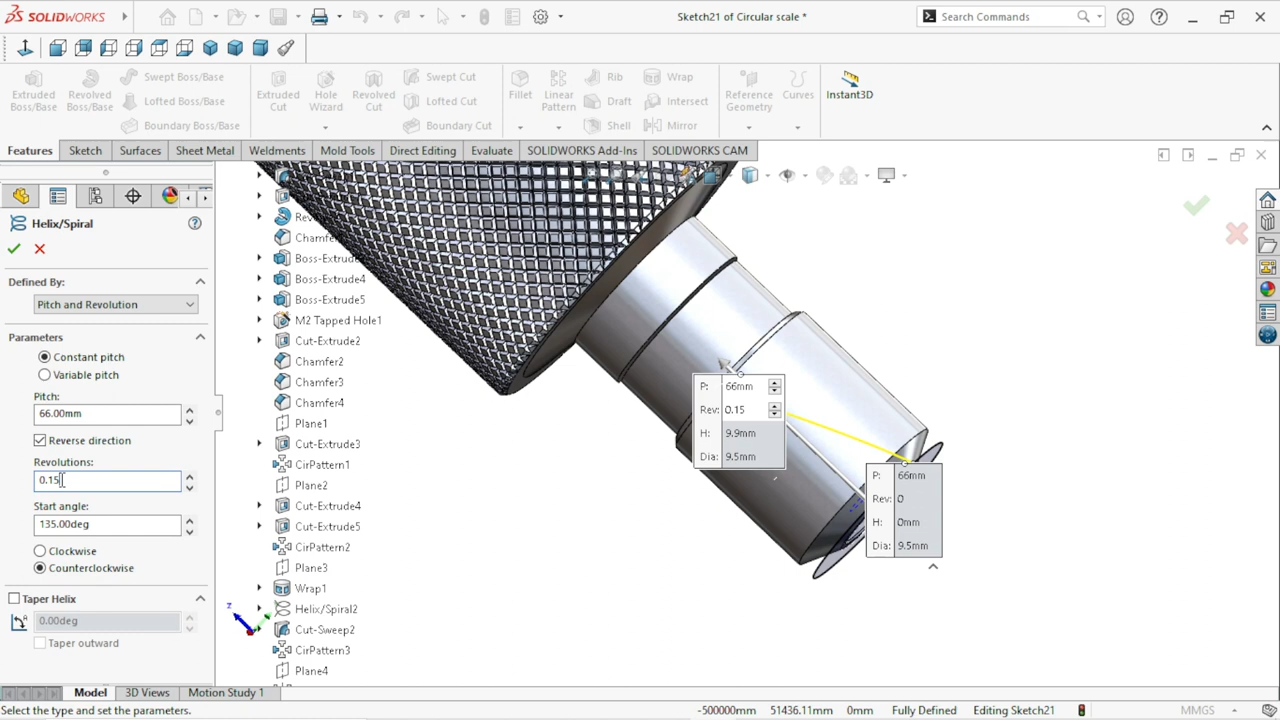 SOLIDWORKS
Sketch21 of Circular scale *
Search Commands
Extruded Boss/Base
Revolved Boss/Base
Swept Boss/Base
Lofted Boss/Base
Boundary Boss/Base
Extruded Cut
Hole Wizard
Revolved Cut
Swept Cut
Lofted Cut
Boundary Cut
Fillet
Linear Pattern
Rib
Draft
Shell
Wrap
Intersect
Mirror
Reference Geometry
Curves
Instant3D
Features
Sketch
Surfaces
Sheet Metal
Weldments
Mold Tools
Direct Editing
Evaluate
SOLIDWORKS Add-Ins
SOLIDWORKS CAM
Helix/Spiral
Defined By:
Pitch and Revolution
Parameters
Constant pitch
Variable pitch
Pitch:
66.00mm
Reverse direction
Revolutions:
0.15
Start angle:
135.00deg
Clockwise
Counterclockwise
Taper Helix
0.00deg
Taper outward
Chamfer
Boss-Extrude
Boss-Extrude4
Boss-Extrude5
M2 Tapped Hole1
Cut-Extrude2
Chamfer2
Chamfer3
Chamfer4
Plane1
Cut-Extrude3
CirPattern1
Plane2
Cut-Extrude4
Cut-Extrude5
CirPattern2
Plane3
Wrap1
Helix/Spiral2
Cut-Sweep2
CirPattern3
Plane4
P: 66mm
Rev: 0.15
H: 9.9mm
Dia: 9.5mm
P: 66mm
Rev: 0
H: 0mm
Dia: 9.5mm
z
Model
3D Views
Motion Study 1
Select the type and set the parameters.
-500000mm
51436.11mm
0mm
Fully Defined
Editing Sketch21
MMGS